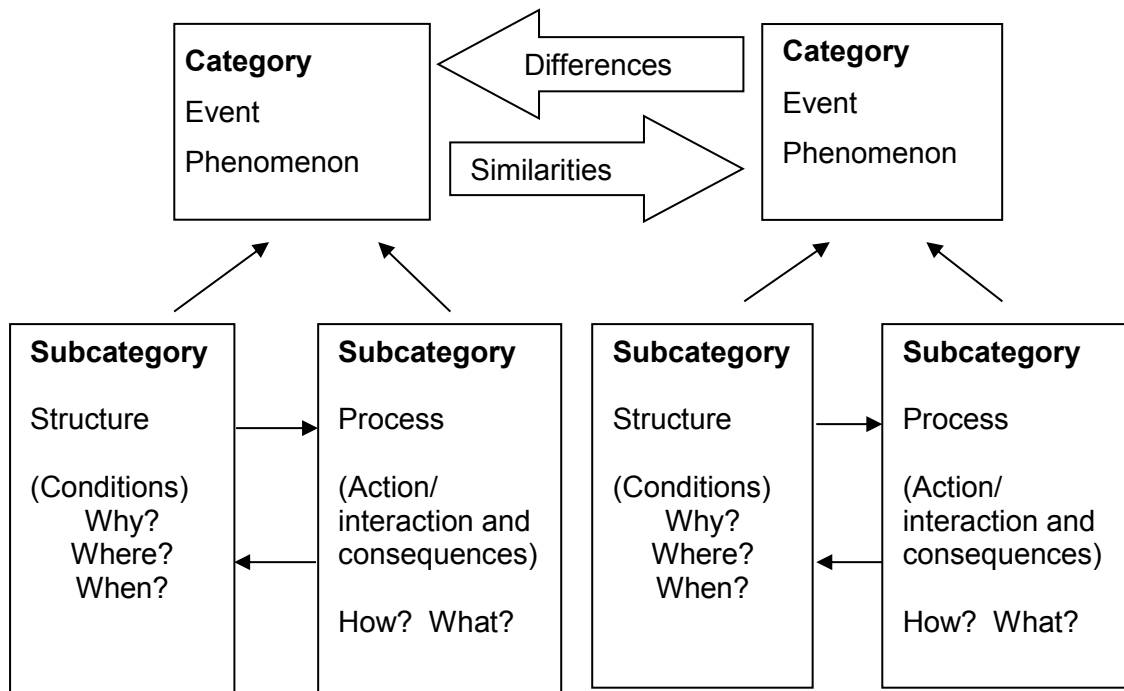 Category
Event
Phenomenon
Differences
Similarities
Category
Event
Phenomenon
Subcategory
Structure
(Conditions)
Why?
Where?
When?
Subcategory
Process
(Action/
interaction and
consequences)
How? What?
Subcategory
Structure
(Conditions)
Why?
Where?
When?
Subcategory
Process
(Action/
interaction and
consequences)
How? What?